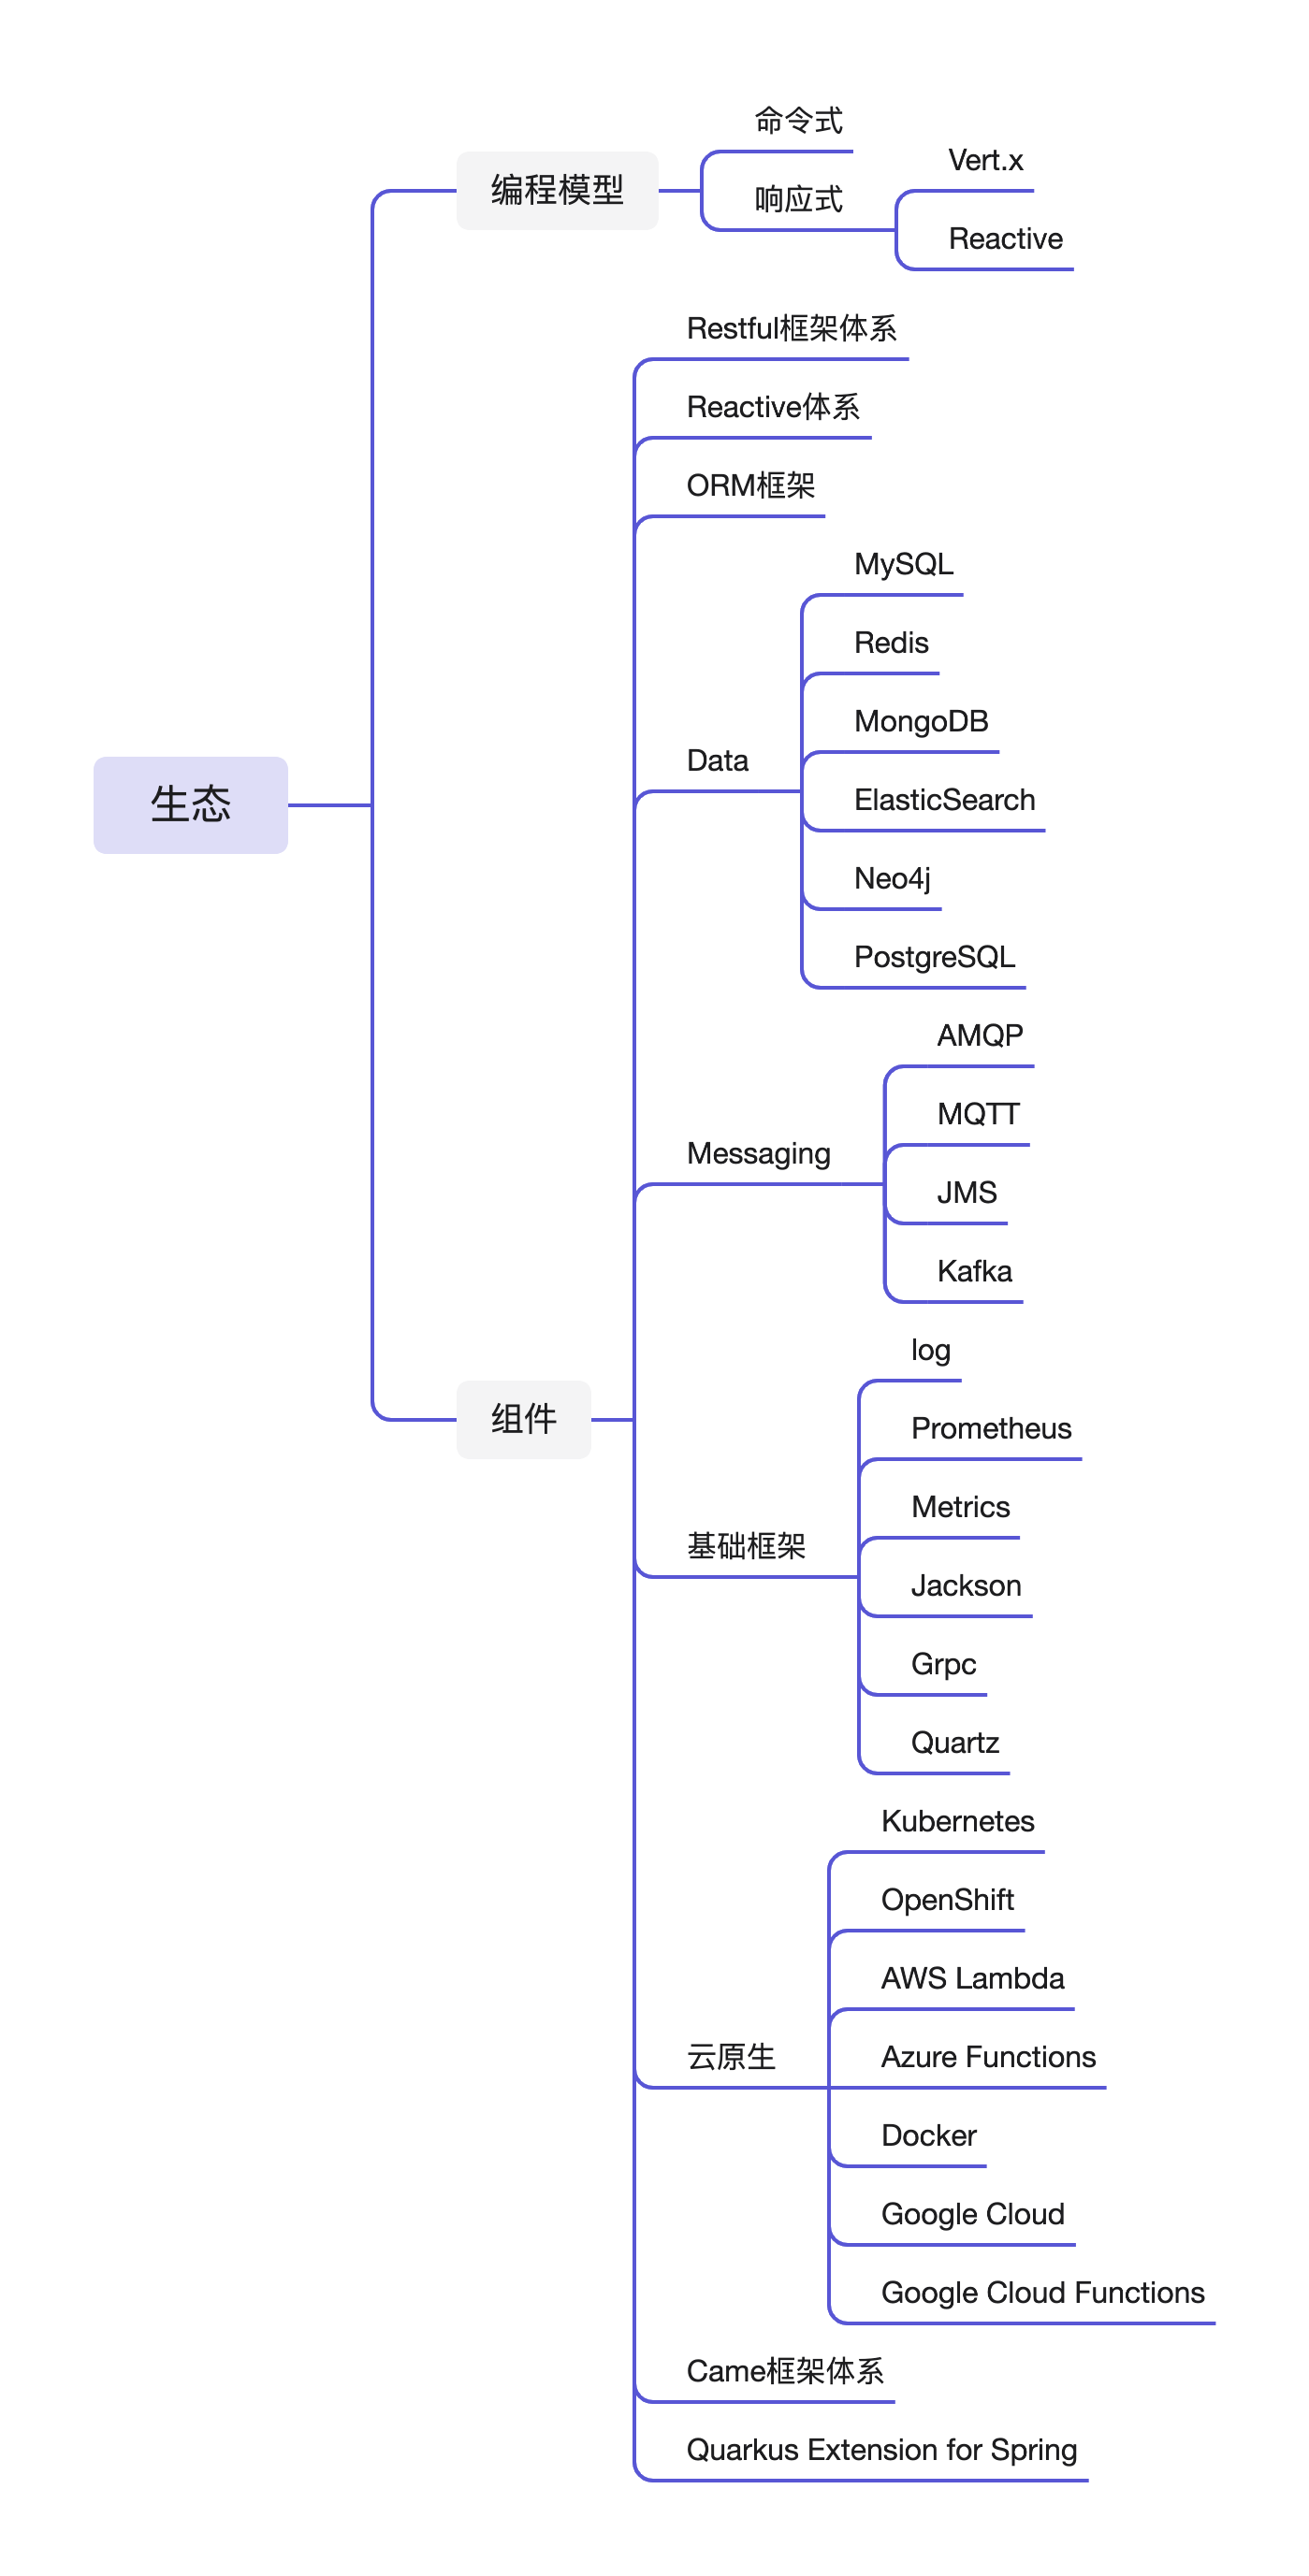 生态
编程模型
命令式
响应式
Vert.x
Reactive
组件
Restful框架体系
Reactive体系
ORM框架
Data
MySQL
Redis
MongoDB
ElasticSearch
Neo4j
PostgreSQL
Messaging
AMQP
MQTT
JMS
Kafka
基础框架
log
Prometheus
Metrics
Jackson
Grpc
Quartz
云原生
Kubernetes
OpenShift
AWS Lambda
Azure Functions
Docker
Google Cloud
Google Cloud Functions
Came框架体系
Quarkus Extension for Spring